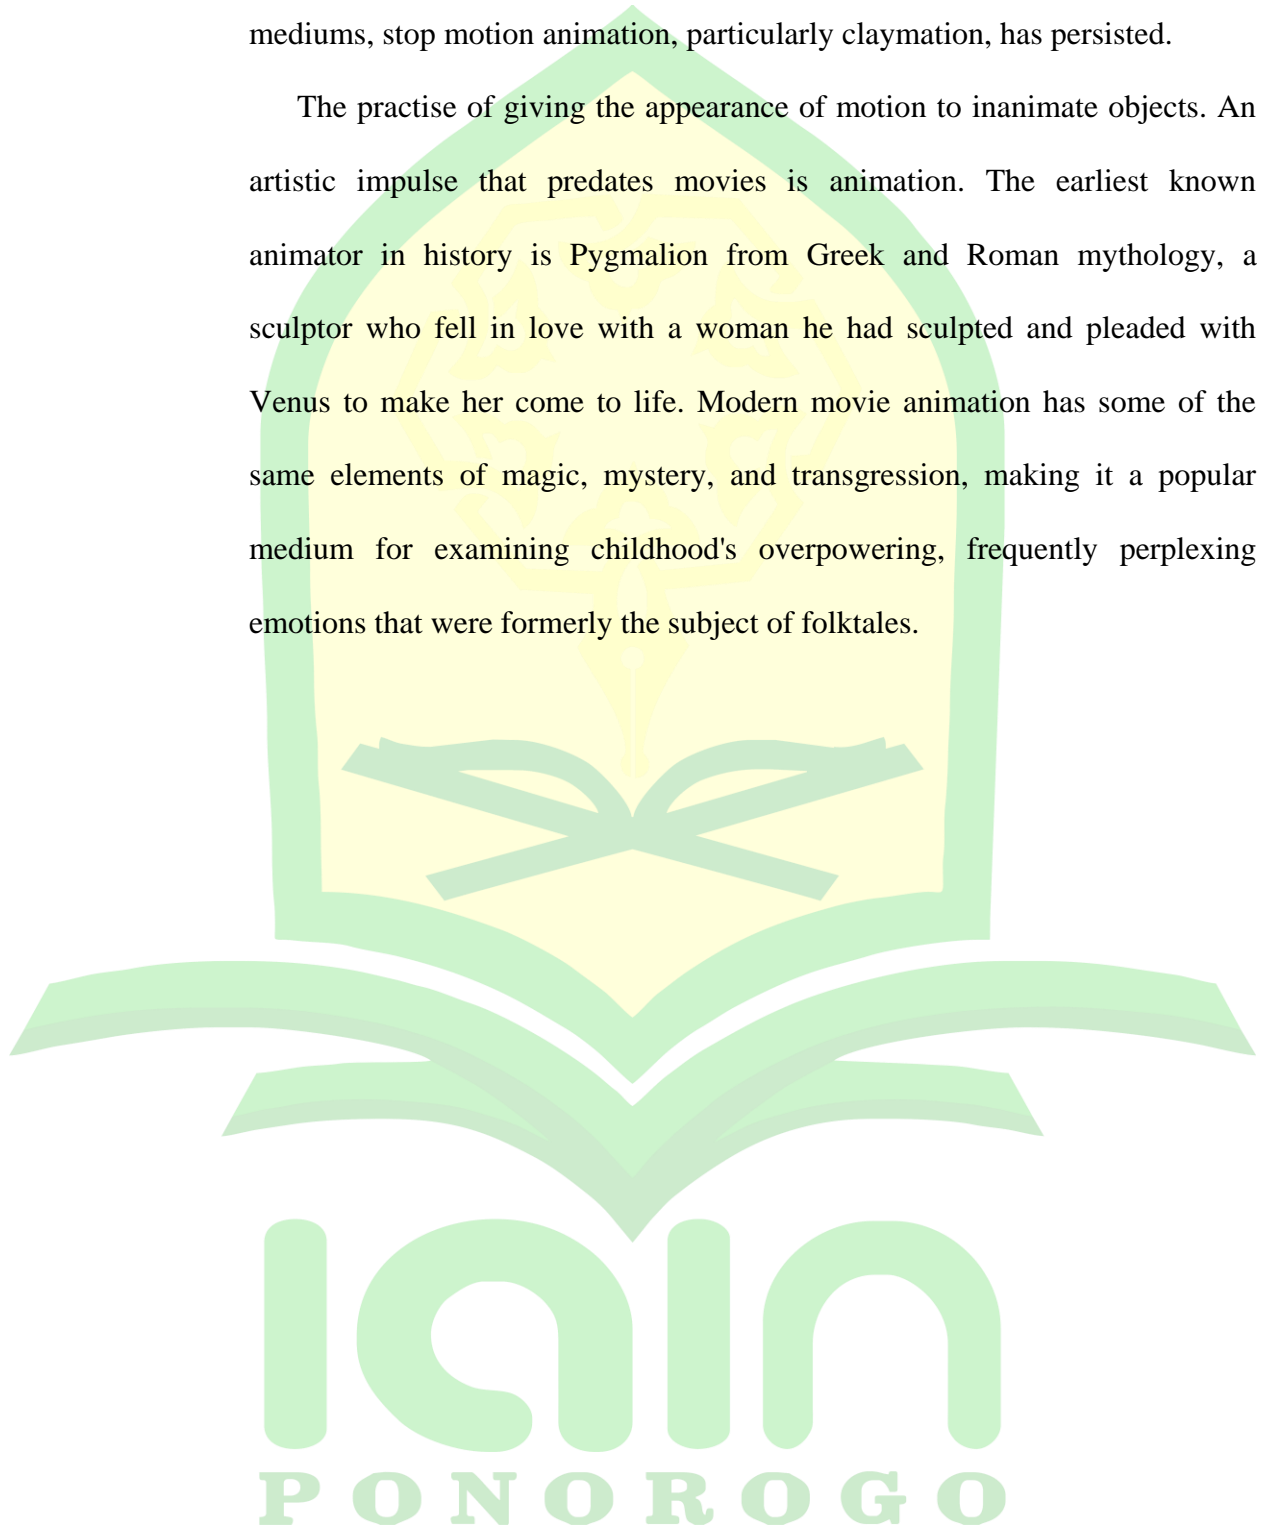 mediums, stop motion animation, particularly claymation, has persisted.
The practise of giving the appearance of motion to inanimate objects. An
artistic impulse that predates movies is animation. The earliest known
animator in history is Pygmalion from Greek and Roman mythology, a
sculptor who fell in love with a woman he had sculpted and pleaded with
Venus to make her come to life. Modern movie animation has some of the
same elements of magic, mystery, and transgression, making it a popular
medium for examining childhood's overpowering, frequently perplexing
emotions that were formerly the subject of folktales.
iain
PONOROGO